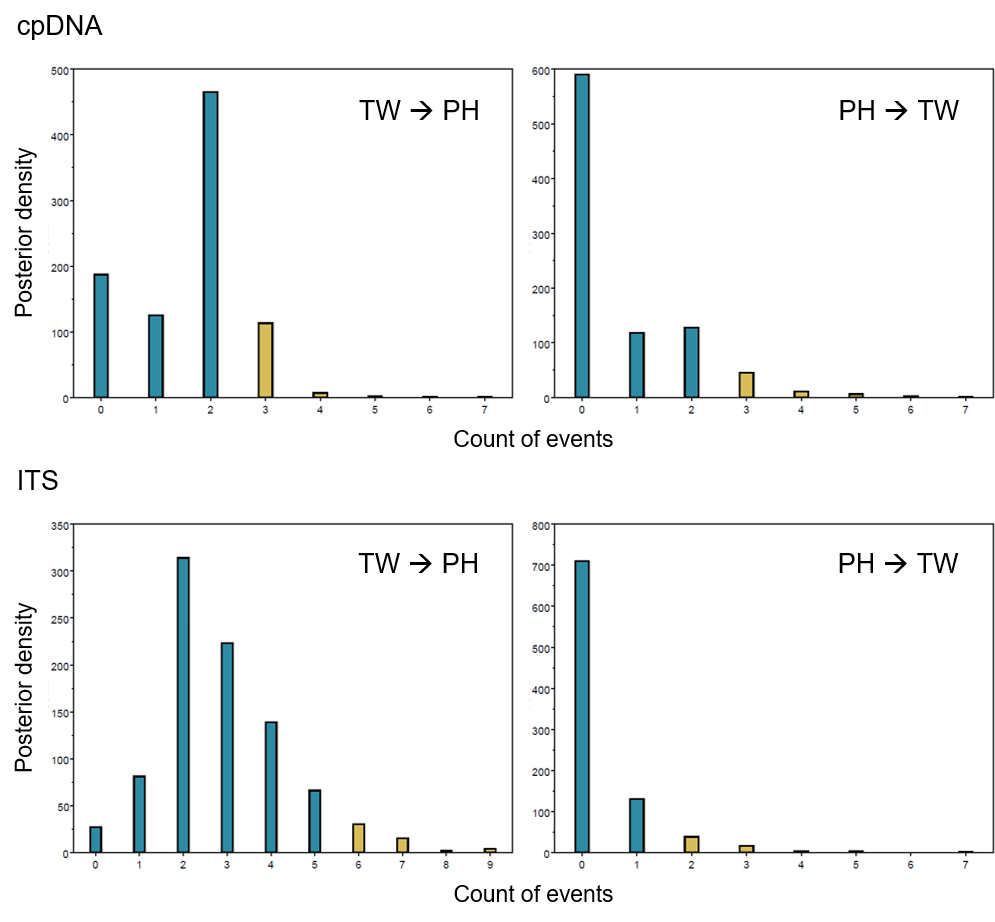 cpDNA
TW → PH
PH → TW
Posterior density
500
400
300
200
100
0
0 1 2 3 4 5 6 7
600
500
400
300
200
100
0
0 1 2 3 4 5 6 7
Count of events
ITS
TW → PH
PH → TW
Posterior density
350
300
250
200
150
100
50
0
0 1 2 3 4 5 6 7 8 9
800
700
600
500
400
300
200
100
0
0 1 2 3 4 5 6 7
Count of events